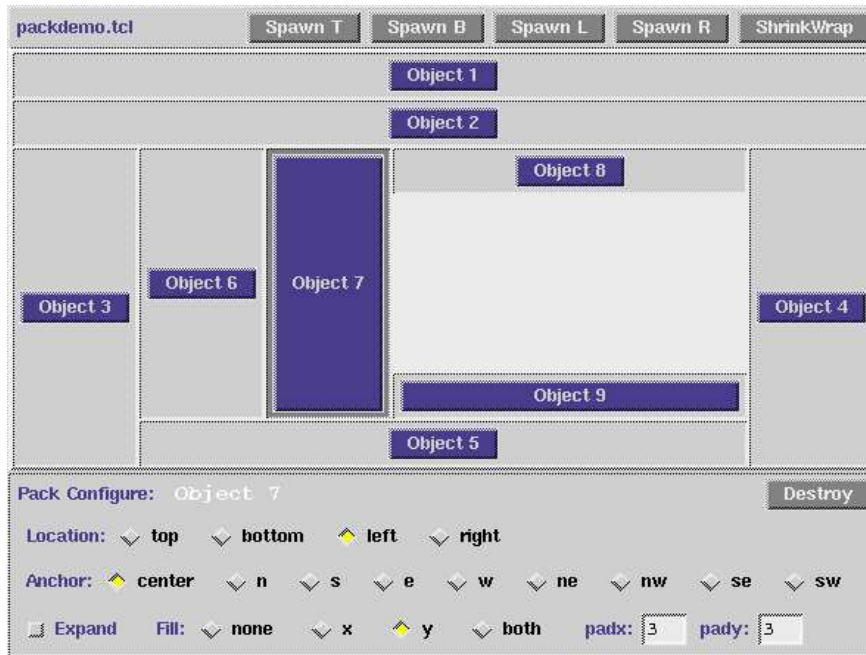 packdemo.tcl Spawn T Spawn B Spawn L Spawn R ShrinkWrap
Object 1
Object 2
Object 8
Object 6 Object 7
Object 3 Object 4
Object 9
Object 5
Pack Configure: Object 7 Destroy
Location: top bottom left right
Anchor: center n s e w ne nw se sw
Expand Fill: none x y both padx: 3 pady: 3